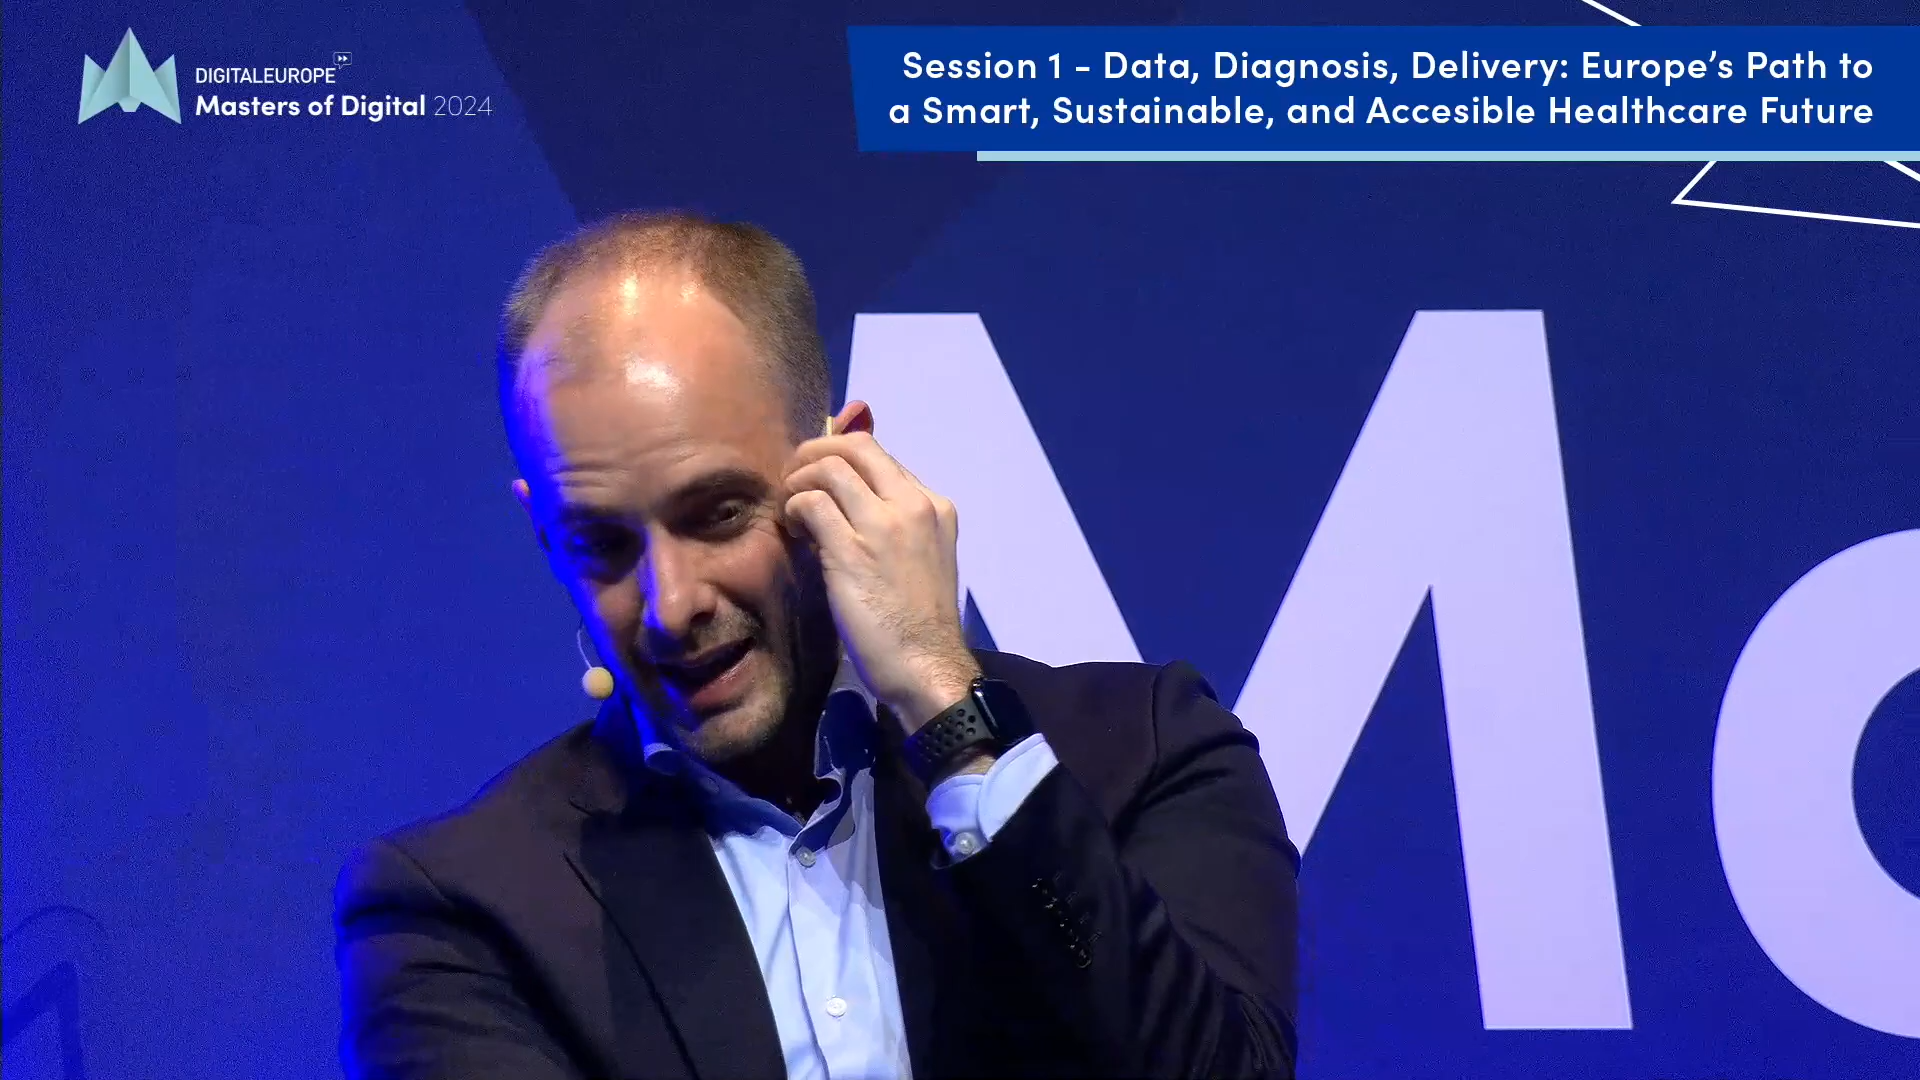 DIGITALEUROPE
Masters of Digital 2024
Session 1 - Data, Diagnosis, Delivery: Europe’s Path to
a Smart, Sustainable, and Accesible Healthcare Future
Ma